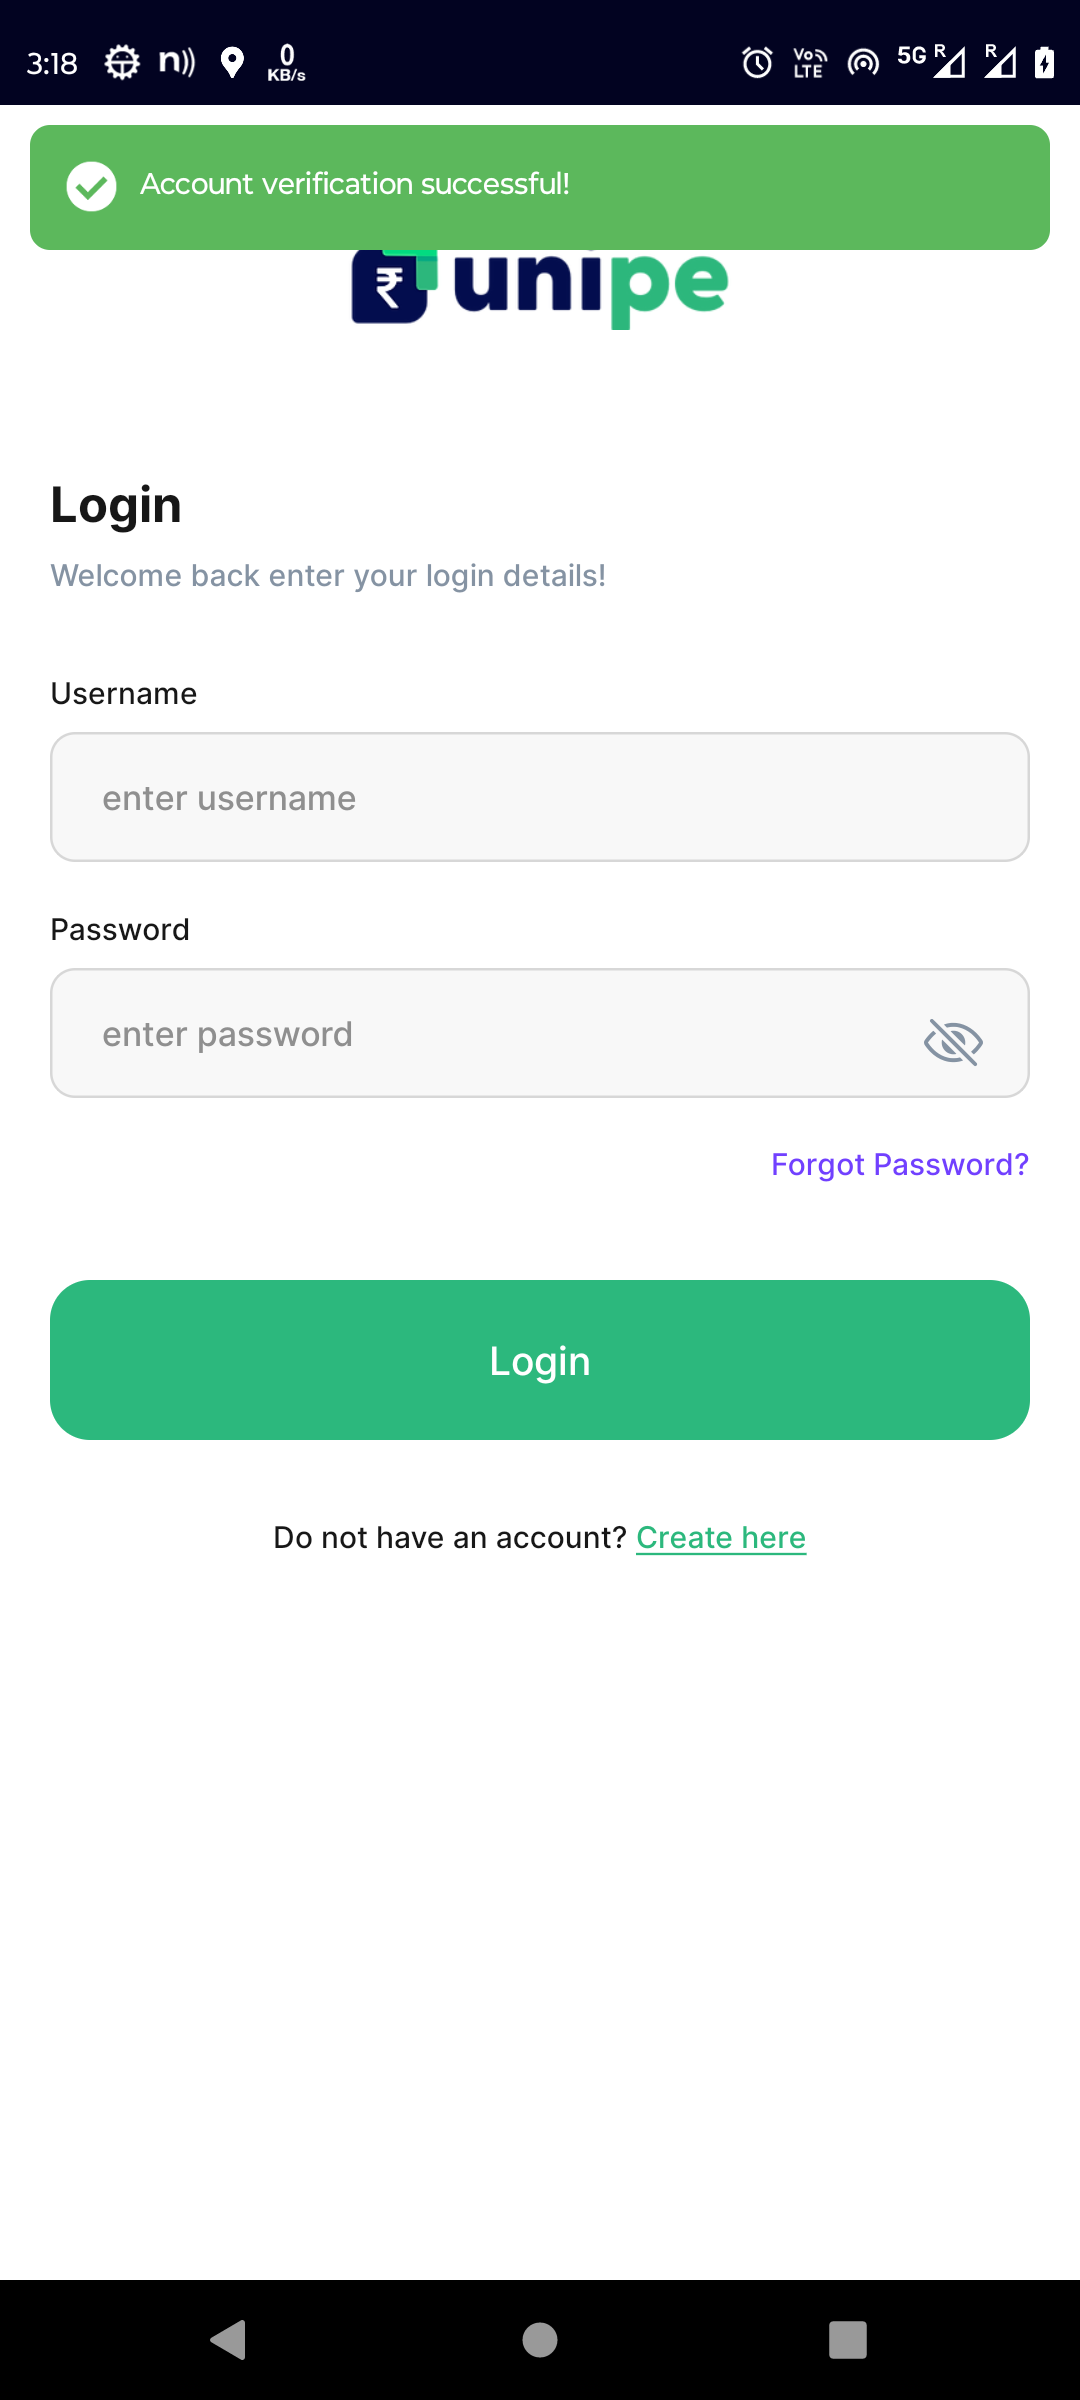 3:18 n)) 0 KB/s Vo LTE 5G R R
Account verification successful!
₹ unipe
Login
Welcome back enter your login details!
Username
enter username
Password
enter password
Forgot Password?
Login
Do not have an account? Create here